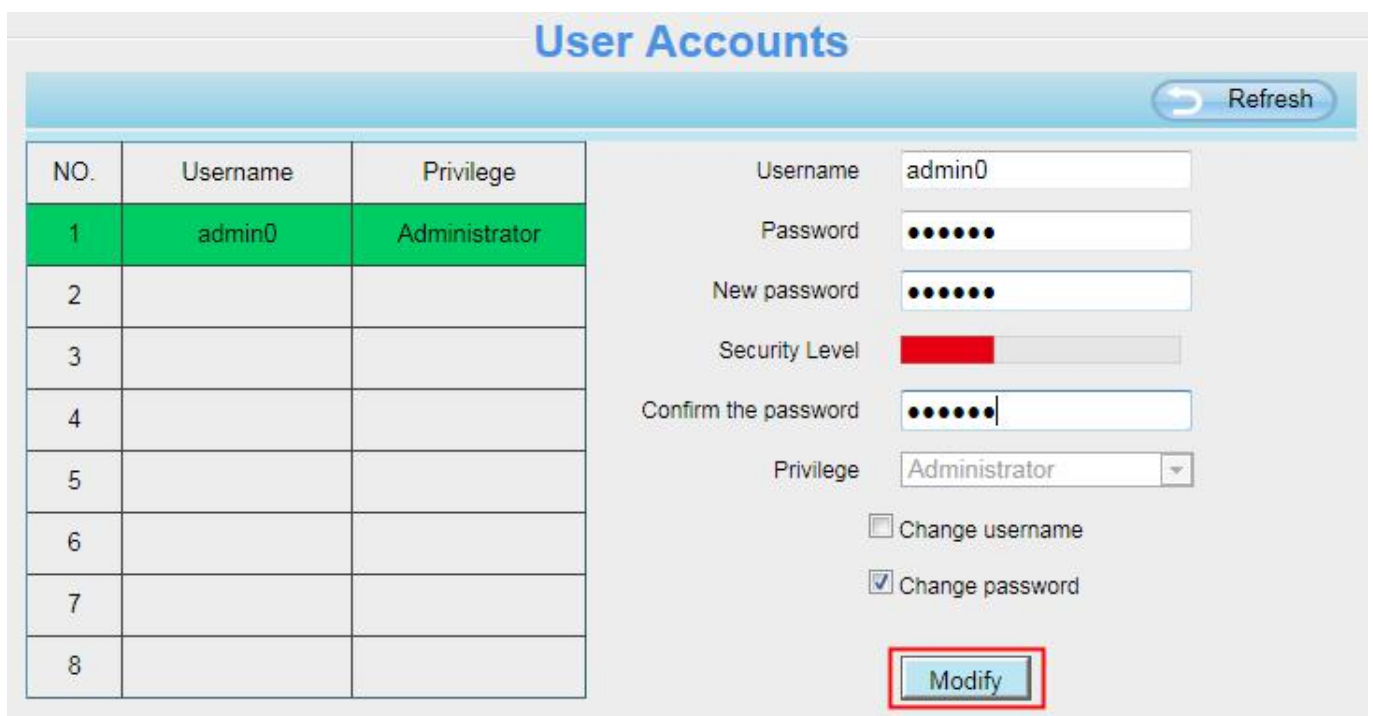 User Accounts
Refresh
NO. Username Privilege
1 admin0 Administrator
2
3
4
5
6
7
8
Username admin0
Password ●●●●●●
New password ●●●●●●
Security Level
Confirm the password ●●●●●●
Privilege Administrator
Change username
Change password
Modify